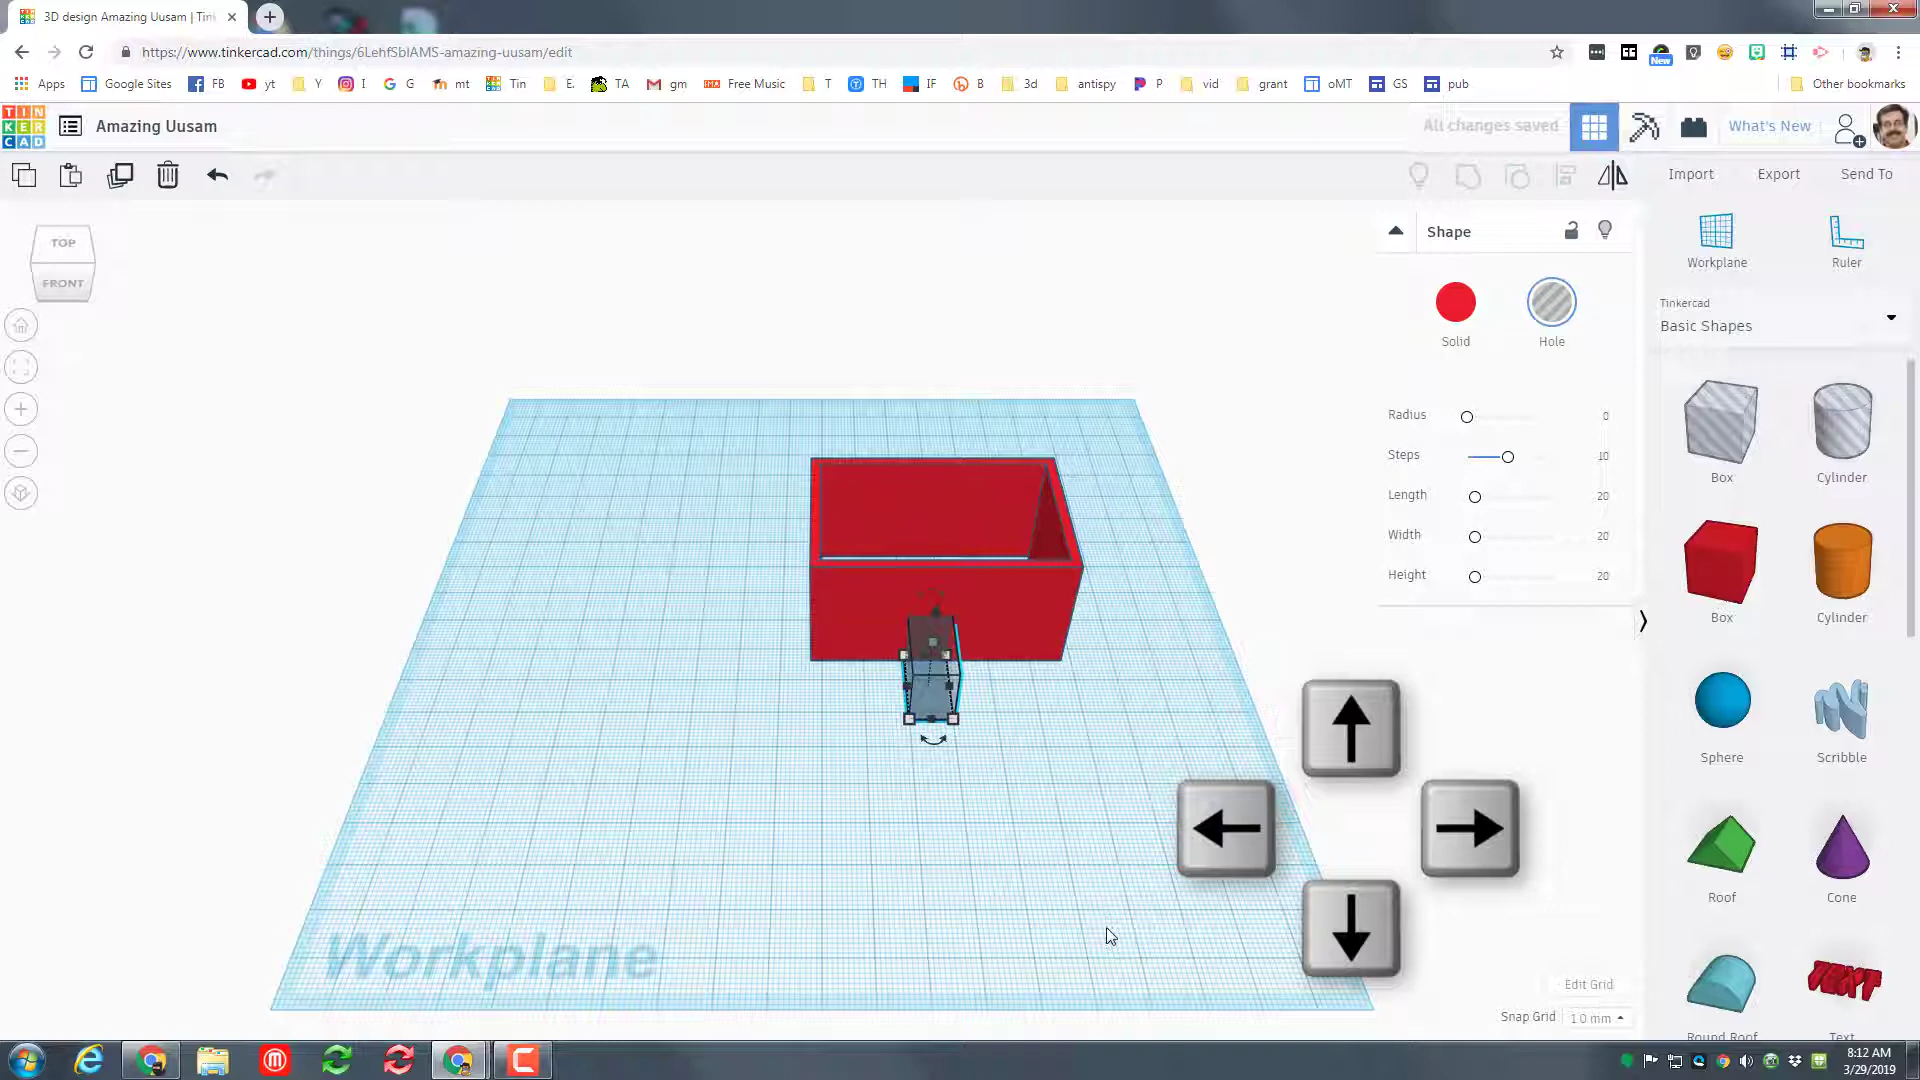 3D design Amazing Uusam | Tin
https://www.tinkercad.com/things/6LehfSblAMS-amazing-uusam/edit
New
Apps Google Sites FB yt Y I G mt Tin E. TA gm Free Music T TH IF B 3d antispy P vid grant oMT GS pub Other bookmarks
TIN
KER
CAD
Amazing Uusam
All changes saved
What's New
Import Export Send To
TOP
FRONT
Shape
Solid
Hole
Radius 0
Steps 10
Length 20
Width 20
Height 20
Workplane
Ruler
Tinkercad
Basic Shapes
Box
Cylinder
Box
Cylinder
Sphere
Scribble
Roof
Cone
Round Roof
Text
TEXT
Workplane
Edit Grid
Snap Grid 1.0 mm
8:12 AM
3/29/2019